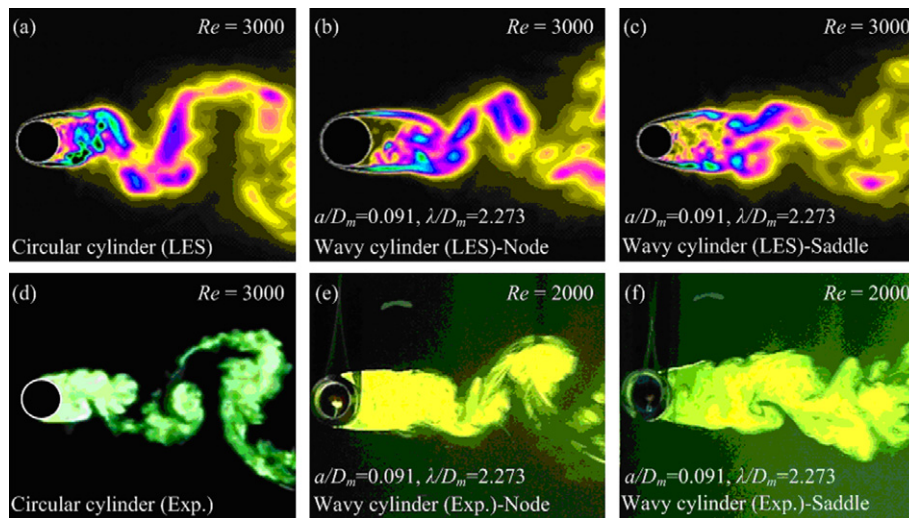 (a) Re = 3000
Circular cylinder (LES)
(b) Re = 3000
a/Dm=0.091, λ/Dm=2.273
Wavy cylinder (LES)-Node
(c) Re = 3000
a/Dm=0.091, λ/Dm=2.273
Wavy cylinder (LES)-Saddle
(d) Re = 3000
Circular cylinder (Exp.)
(e) Re = 2000
a/Dm=0.091, λ/Dm=2.273
Wavy cylinder (Exp.)-Node
(f) Re = 2000
a/Dm=0.091, λ/Dm=2.273
Wavy cylinder (Exp.)-Saddle